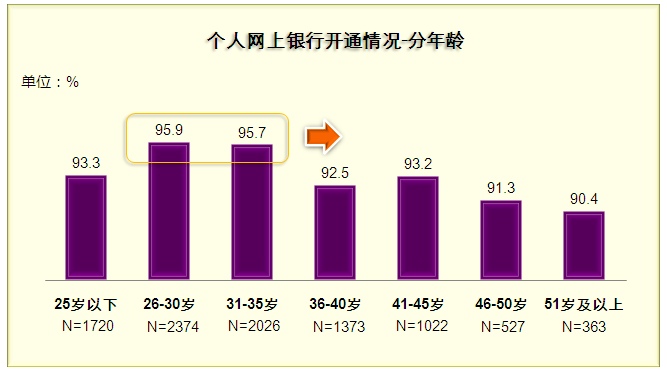 个人网上银行开通情况-分年龄
单位：%
93.3 95.9 95.7 92.5 93.2 91.3 90.4
25岁以下 26-30岁 31-35岁 36-40岁 41-45岁 46-50岁 51岁及以上
N=1720 N=2374 N=2026 N=1373 N=1022 N=527 N=363